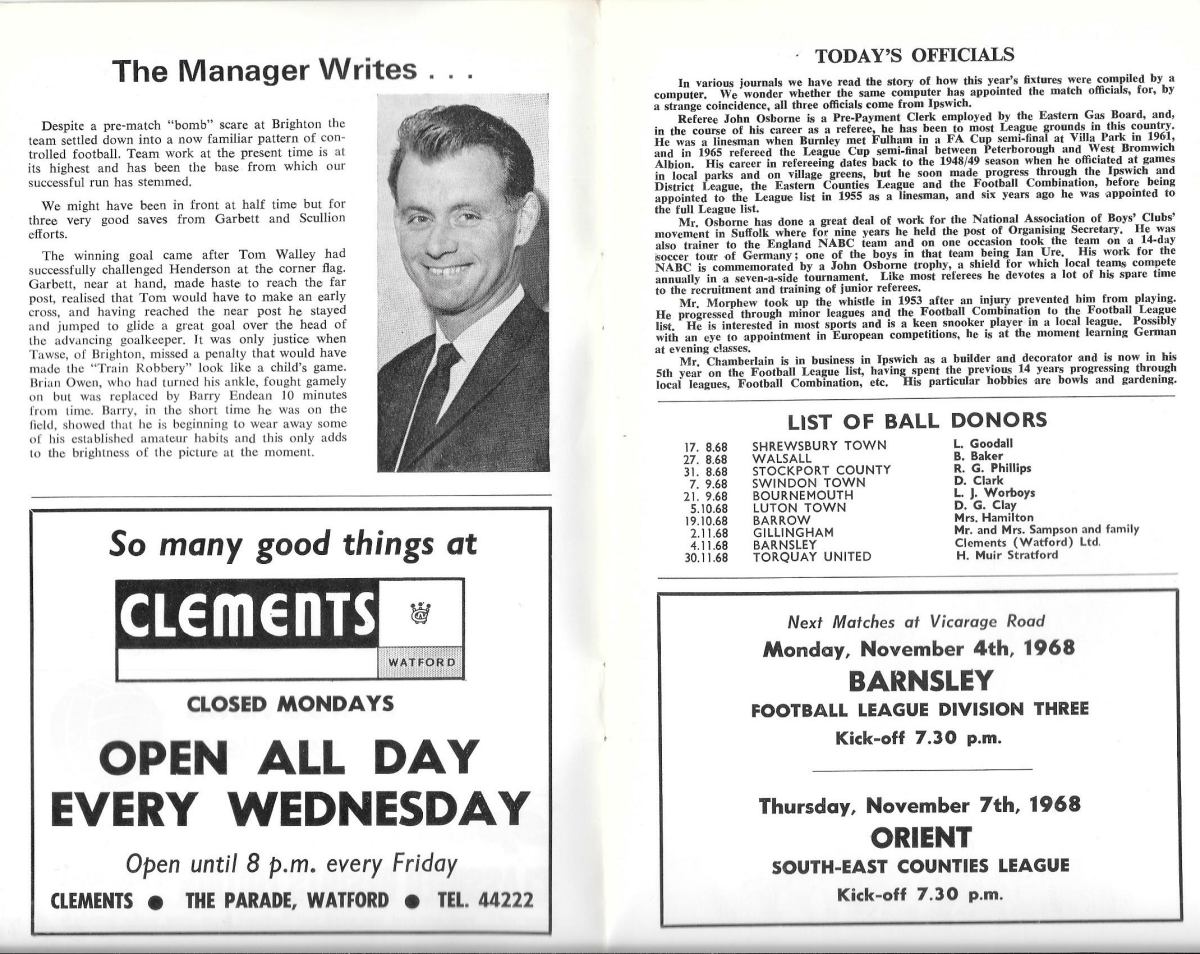 The Manager Writes . . .
Despite a pre-match "bomb" scare at Brighton the
team settled down into a now familiar pattern of con-
trolled football. Team work at the present time is at
its highest and has been the base from which our
successful run has stemmed.
We might have been in front at half time but for
three very good saves from Garbett and Scullion
efforts.
The winning goal came after Tom Walley had
successfully challenged Henderson at the corner flag.
Garbett, near at hand, made haste to reach the far
post, realised that Tom would have to make an early
cross, and having reached the near post he stayed
and jumped to glide a great goal over the head of
the advancing goalkeeper. It was only justice when
Tawse, of Brighton, missed a penalty that would have
made the "Train Robbery" look like a child's game.
Brian Owen, who had turned his ankle, fought gamely
on but was replaced by Barry Endean 10 minutes
from time. Barry, in the short time he was on the
field, showed that he is beginning to wear away some
of his established amateur habits and this only adds
to the brightness of the picture at the moment.
So many good things at
CLEMENTS
WATFORD
CLOSED MONDAYS
OPEN ALL DAY
EVERY WEDNESDAY
Open until 8 p.m. every Friday
CLEMENTS ● THE PARADE, WATFORD ● TEL. 44222
TODAY'S OFFICIALS
In various journals we have read the story of how this year's fixtures were compiled by a
computer. We wonder whether the same computer has appointed the match officials, for, by
a strange coincidence, all three officials come from Ipswich.
Referee John Osborne is a Pre-Payment Clerk employed by the Eastern Gas Board, and,
in the course of his career as a referee, he has been to most League grounds in this country.
He was a linesman when Burnley met Fulham in a FA Cup semi-final at Villa Park in 1961,
and in 1965 refereed the League Cup semi-final between Peterborough and West Bromwich
Albion. His career in refereeing dates back to the 1948/49 season when he officiated at games
in local parks and on village greens, but he soon made progress through the Ipswich and
District League, the Eastern Counties League and the Football Combination, before being
appointed to the League list in 1955 as a linesman, and six years ago he was appointed to
the full League list.
Mr. Osborne has done a great deal of work for the National Association of Boys' Clubs'
movement in Suffolk where for nine years he held the post of Organising Secretary. He was
also trainer to the England NABC team and on one occasion took the team on a 14-day
soccer tour of Germany; one of the boys in that team being Ian Ure. His work for the
NABC is commemorated by a John Osborne trophy, a shield for which local teams compete
annually in a seven-a-side tournament. Like most referees he devotes a lot of his spare time
to the recruitment and training of junior referees.
Mr. Morphew took up the whistle in 1953 after an injury prevented him from playing.
He progressed through minor leagues and the Football Combination to the Football League
list. He is interested in most sports and is a keen snooker player in a local league. Possibly
with an eye to appointment in European competitions, he is at the moment learning German
at evening classes.
Mr. Chamberlain is in business in Ipswich as a builder and decorator and is now in his
5th year on the Football League list, having spent the previous 14 years progressing through
local leagues, Football Combination, etc. His particular hobbies are bowls and gardening.
LIST OF BALL DONORS
17. 8.68 SHREWSBURY TOWN L. Goodall
27. 8.68 WALSALL B. Baker
31. 8.68 STOCKPORT COUNTY R. G. Phillips
7. 9.68 SWINDON TOWN D. Clark
21. 9.68 BOURNEMOUTH L. J. Worboys
5.10.68 LUTON TOWN D. G. Clay
19.10.68 BARROW Mrs. Hamilton
2.11.68 GILLINGHAM Mr. and Mrs. Sampson and family
4.11.68 BARNSLEY Clements (Watford) Ltd.
30.11.68 TORQUAY UNITED H. Muir Stratford
Next Matches at Vicarage Road
Monday, November 4th, 1968
BARNSLEY
FOOTBALL LEAGUE DIVISION THREE
Kick-off 7.30 p.m.
Thursday, November 7th, 1968
ORIENT
SOUTH-EAST COUNTIES LEAGUE
Kick-off 7.30 p.m.